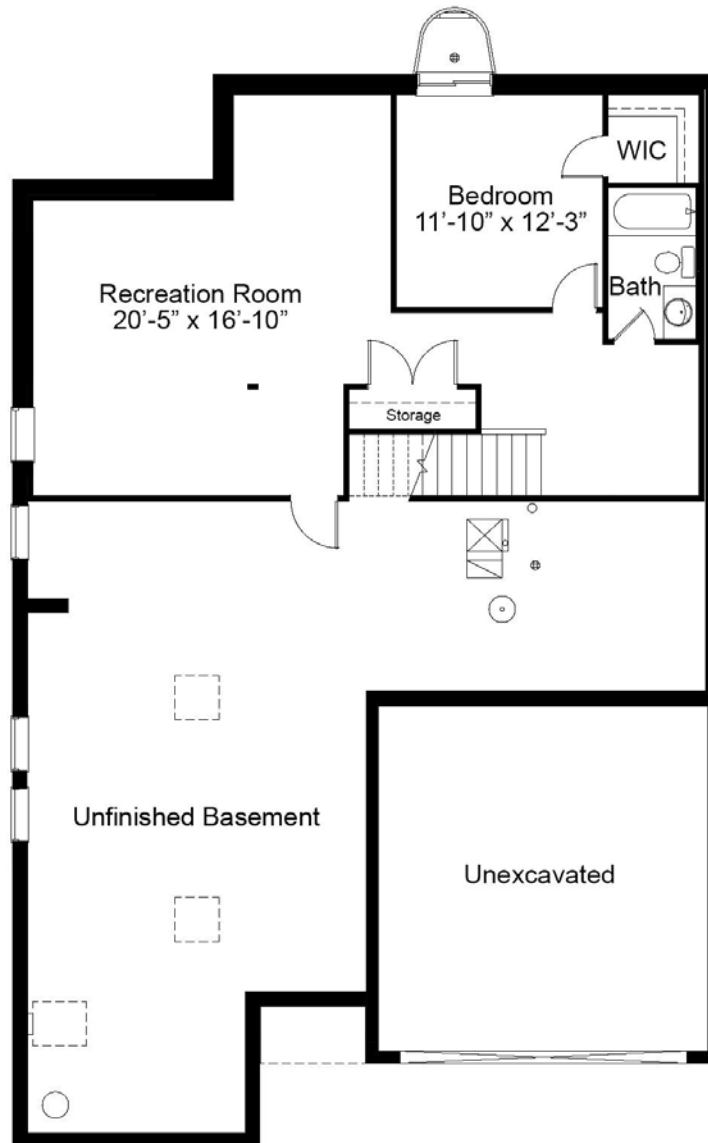 WIC
Bedroom
11’-10” x 12’-3”
Recreation Room
20’-5” x 16’-10”
Bath
Storage
Unfinished Basement
Unexcavated